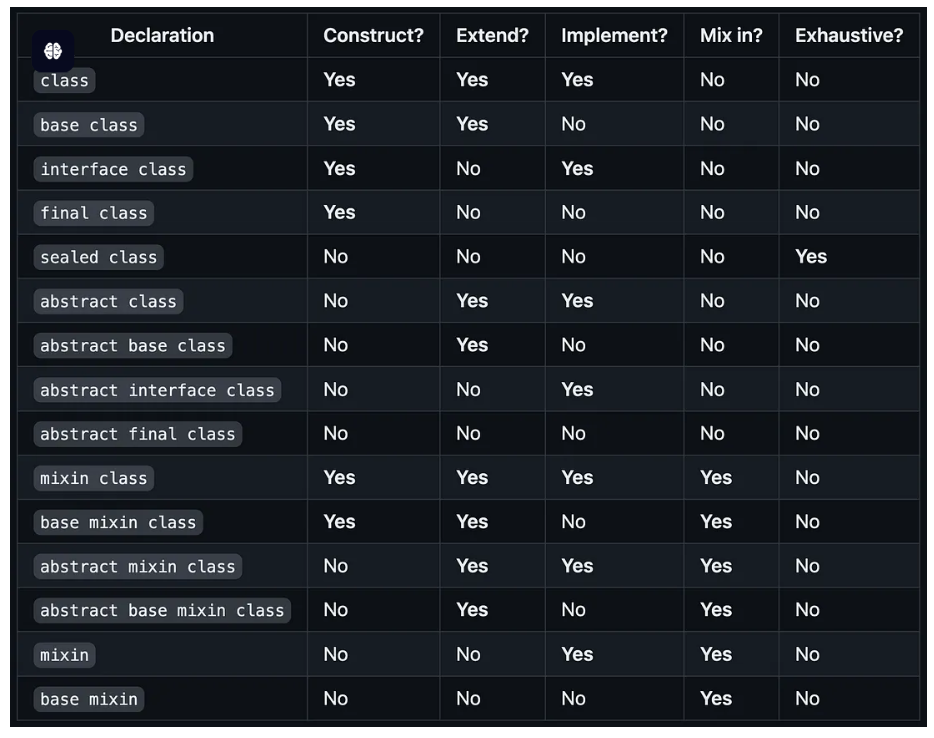 Declaration Construct? Extend? Implement? Mix in? Exhaustive?
class Yes Yes Yes No No
base class Yes Yes No No No
interface class Yes No Yes No No
final class Yes No No No No
sealed class No No No No Yes
abstract class No Yes Yes No No
abstract base class No Yes No No No
abstract interface class No No Yes No No
abstract final class No No No No No
mixin class Yes Yes Yes Yes No
base mixin class Yes Yes No Yes No
abstract mixin class No Yes Yes Yes No
abstract base mixin class No Yes No Yes No
mixin No No Yes Yes No
base mixin No No No Yes No